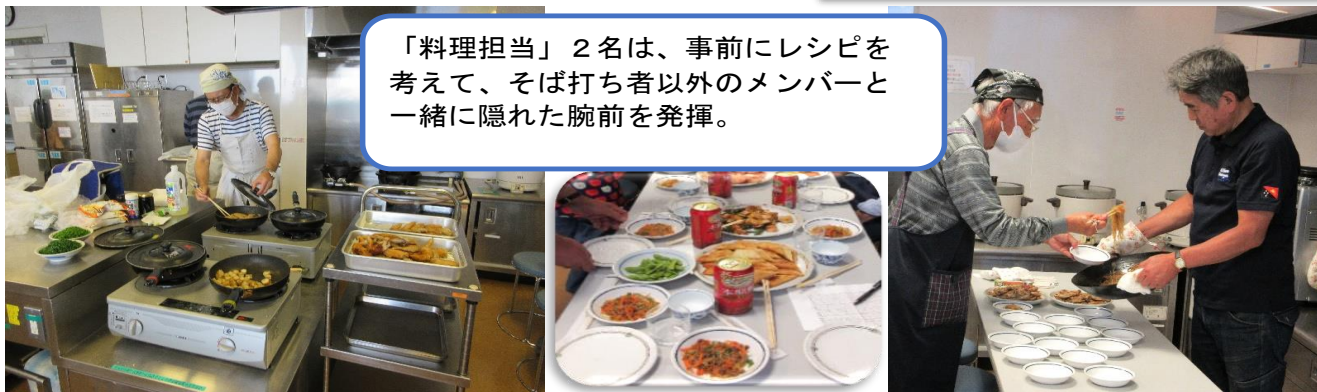 「料理担当」２名は、事前にレシピを
考えて、そば打ち者以外のメンバーと
一緒に隠れた腕前を発揮。